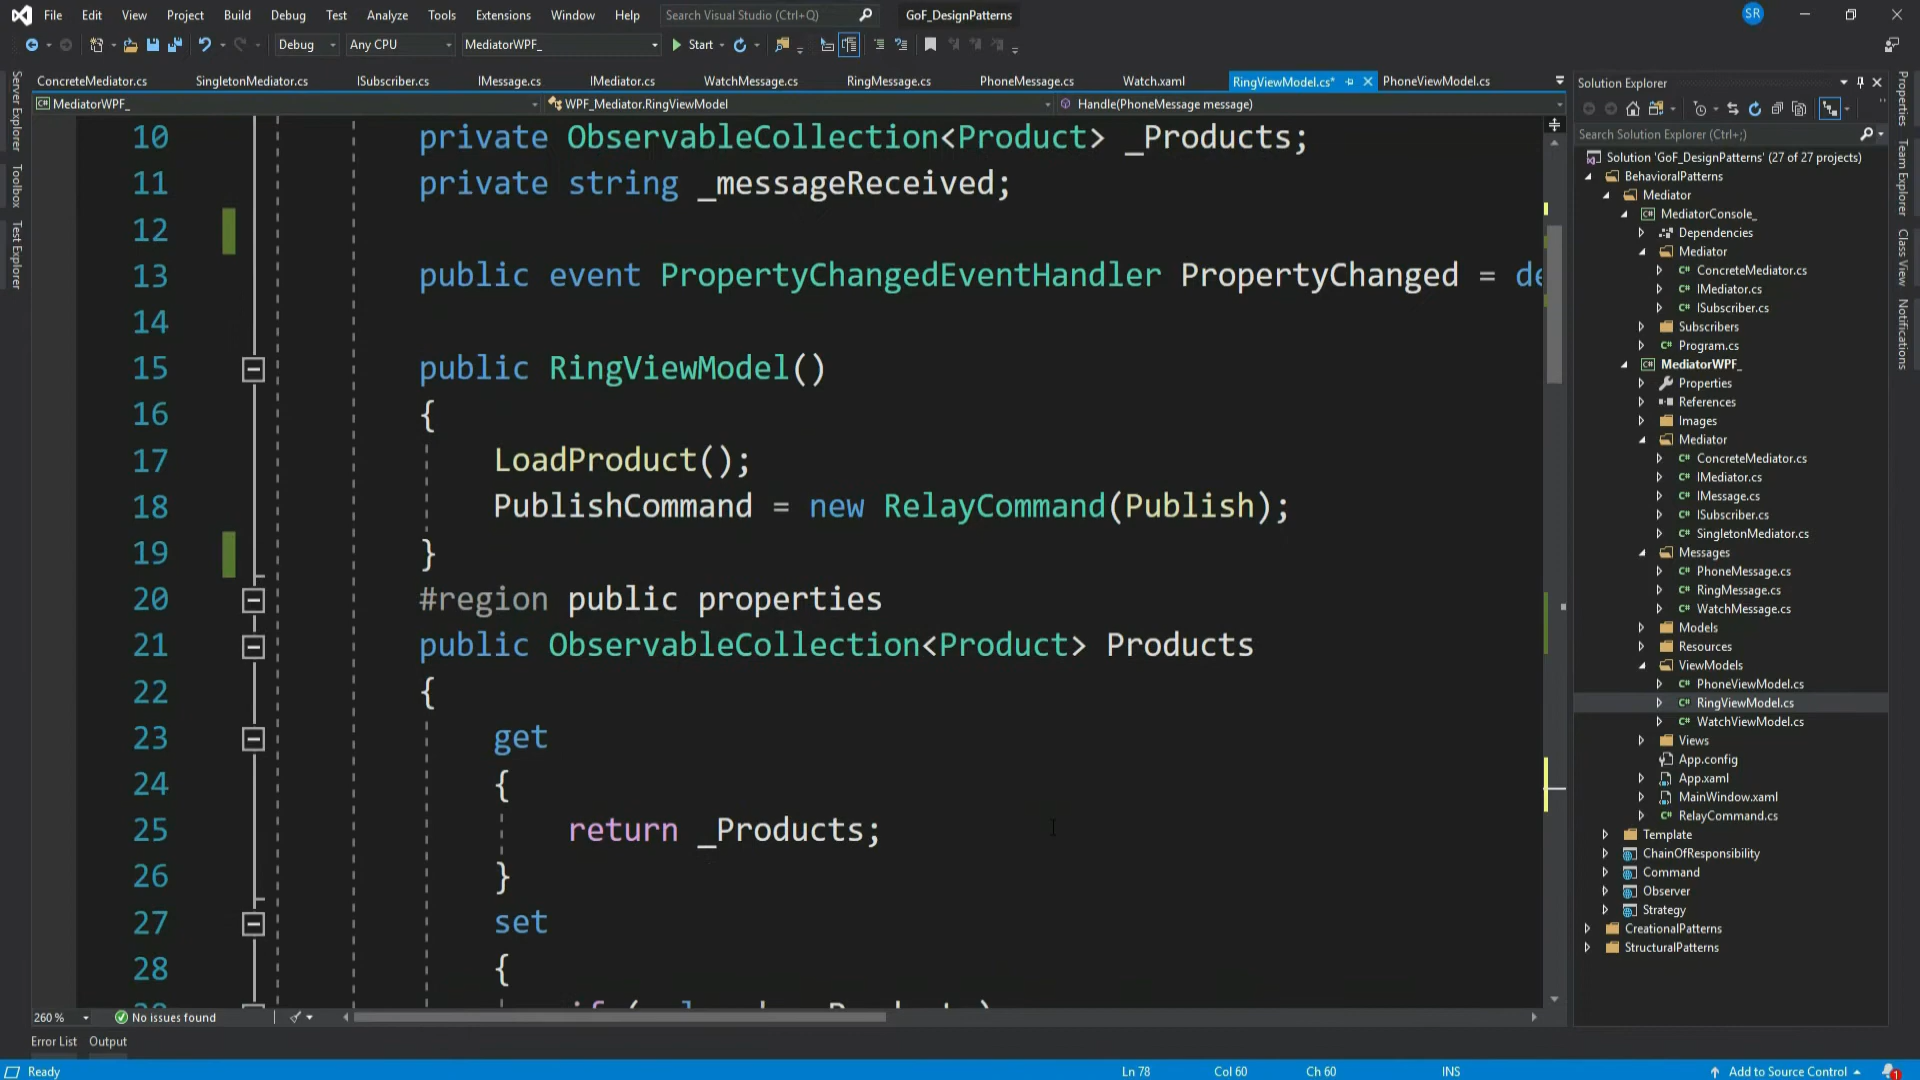 File Edit View Project Build Debug Test Analyze Tools Extensions Window Help Search Visual Studio (Ctrl+Q) GoF_DesignPatterns SR
Debug Any CPU MediatorWPF_ Start
ConcreteMediator.cs SingletonMediator.cs ISubscriber.cs IMessage.cs IMediator.cs WatchMessage.cs RingMessage.cs PhoneMessage.cs Watch.xaml RingViewModel.cs* PhoneViewModel.cs
MediatorWPF_ WPF_Mediator.RingViewModel Handle(PhoneMessage message)
Server Explorer
Toolbox
Test Explorer
10 private ObservableCollection<Product> _Products;
11 private string _messageReceived;
12
13 public event PropertyChangedEventHandler PropertyChanged = de
14
15 public RingViewModel()
16 {
17 LoadProduct();
18 PublishCommand = new RelayCommand(Publish);
19 }
20 #region public properties
21 public ObservableCollection<Product> Products
22 {
23 get
24 {
25 return _Products;
26 }
27 set
28 {
260 % No issues found
Error List Output
Ready Ln 78 Col 60 Ch 60 INS Add to Source Control 1
Solution Explorer
Search Solution Explorer (Ctrl+;)
Solution 'GoF_DesignPatterns' (27 of 27 projects)
BehavioralPatterns
Mediator
MediatorConsole_
Dependencies
Mediator
ConcreteMediator.cs
IMediator.cs
ISubscriber.cs
Subscribers
Program.cs
MediatorWPF_
Properties
References
Images
Mediator
ConcreteMediator.cs
IMediator.cs
IMessage.cs
ISubscriber.cs
SingletonMediator.cs
Messages
PhoneMessage.cs
RingMessage.cs
WatchMessage.cs
Models
Resources
ViewModels
PhoneViewModel.cs
RingViewModel.cs
WatchViewModel.cs
Views
App.config
App.xaml
MainWindow.xaml
RelayCommand.cs
Template
ChainOfResponsibility
Command
Observer
Strategy
CreationalPatterns
StructuralPatterns
Properties
Team Explorer
Class View
Notifications